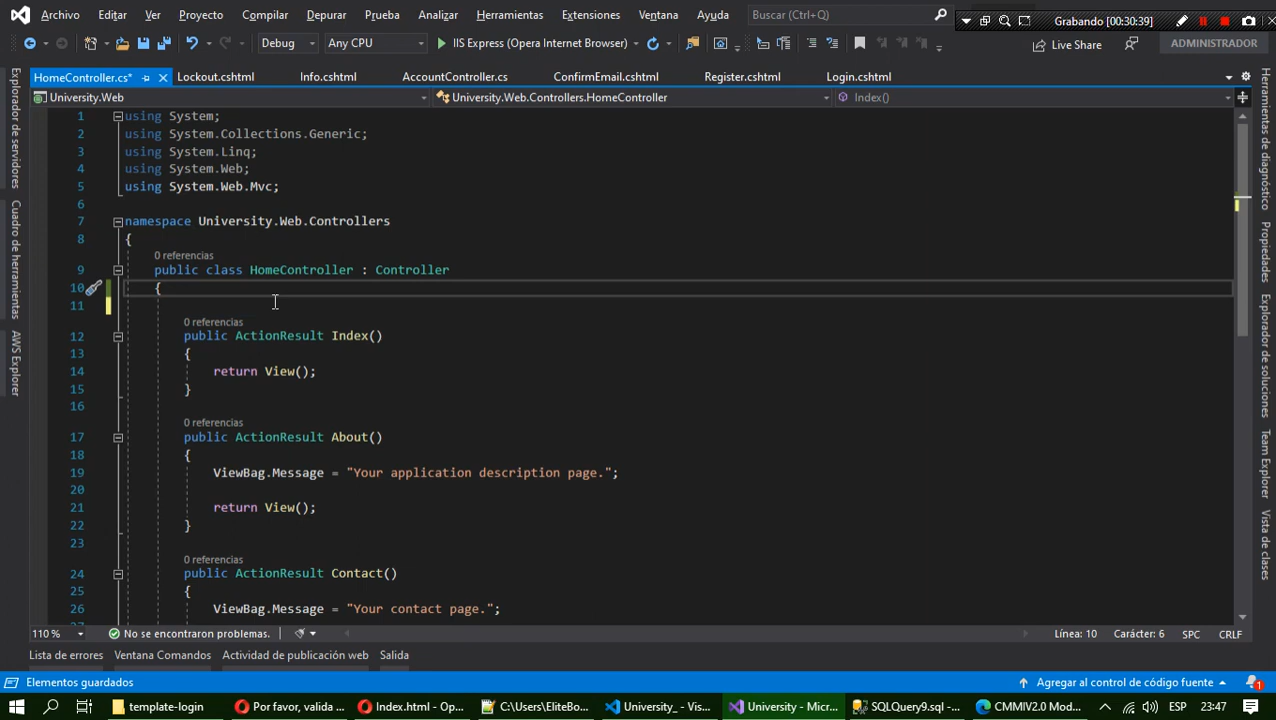 Archivo Editar Ver Proyecto Compilar Depurar Prueba Analizar Herramientas Extensiones Ventana Ayuda Buscar (Ctrl+Q) Grabando [00:30:39]
Debug Any CPU IIS Express (Opera Internet Browser) Live Share ADMINISTRADOR
HomeController.cs* Lockout.cshtml Info.cshtml AccountController.cs ConfirmEmail.cshtml Register.cshtml Login.cshtml
University.Web University.Web.Controllers.HomeController Index()
Explorador de servidores
Cuadro de herramientas
AWS Explorer
1 using System;
2 using System.Collections.Generic;
3 using System.Linq;
4 using System.Web;
5 using System.Web.Mvc;
6
7 namespace University.Web.Controllers
8 {
0 referencias
9 public class HomeController : Controller
10 {
11
0 referencias
12 public ActionResult Index()
13 {
14 return View();
15 }
16
0 referencias
17 public ActionResult About()
18 {
19 ViewBag.Message = "Your application description page.";
20
21 return View();
22 }
23
0 referencias
24 public ActionResult Contact()
25 {
26 ViewBag.Message = "Your contact page.";
Herramientas de diagnóstico
Propiedades
Explorador de soluciones
Team Explorer
Vista de clases
110 % No se encontraron problemas. Línea: 10 Carácter: 6 SPC CRLF
Lista de errores Ventana Comandos Actividad de publicación web Salida
Elementos guardados Agregar al control de código fuente 1
template-login Por favor, valida ... Index.html - Op... C:\Users\EliteBo... University_ - Vis... University - Micr... SQLQuery9.sql - ... CMMIV2.0 Model ... ESP 23:47